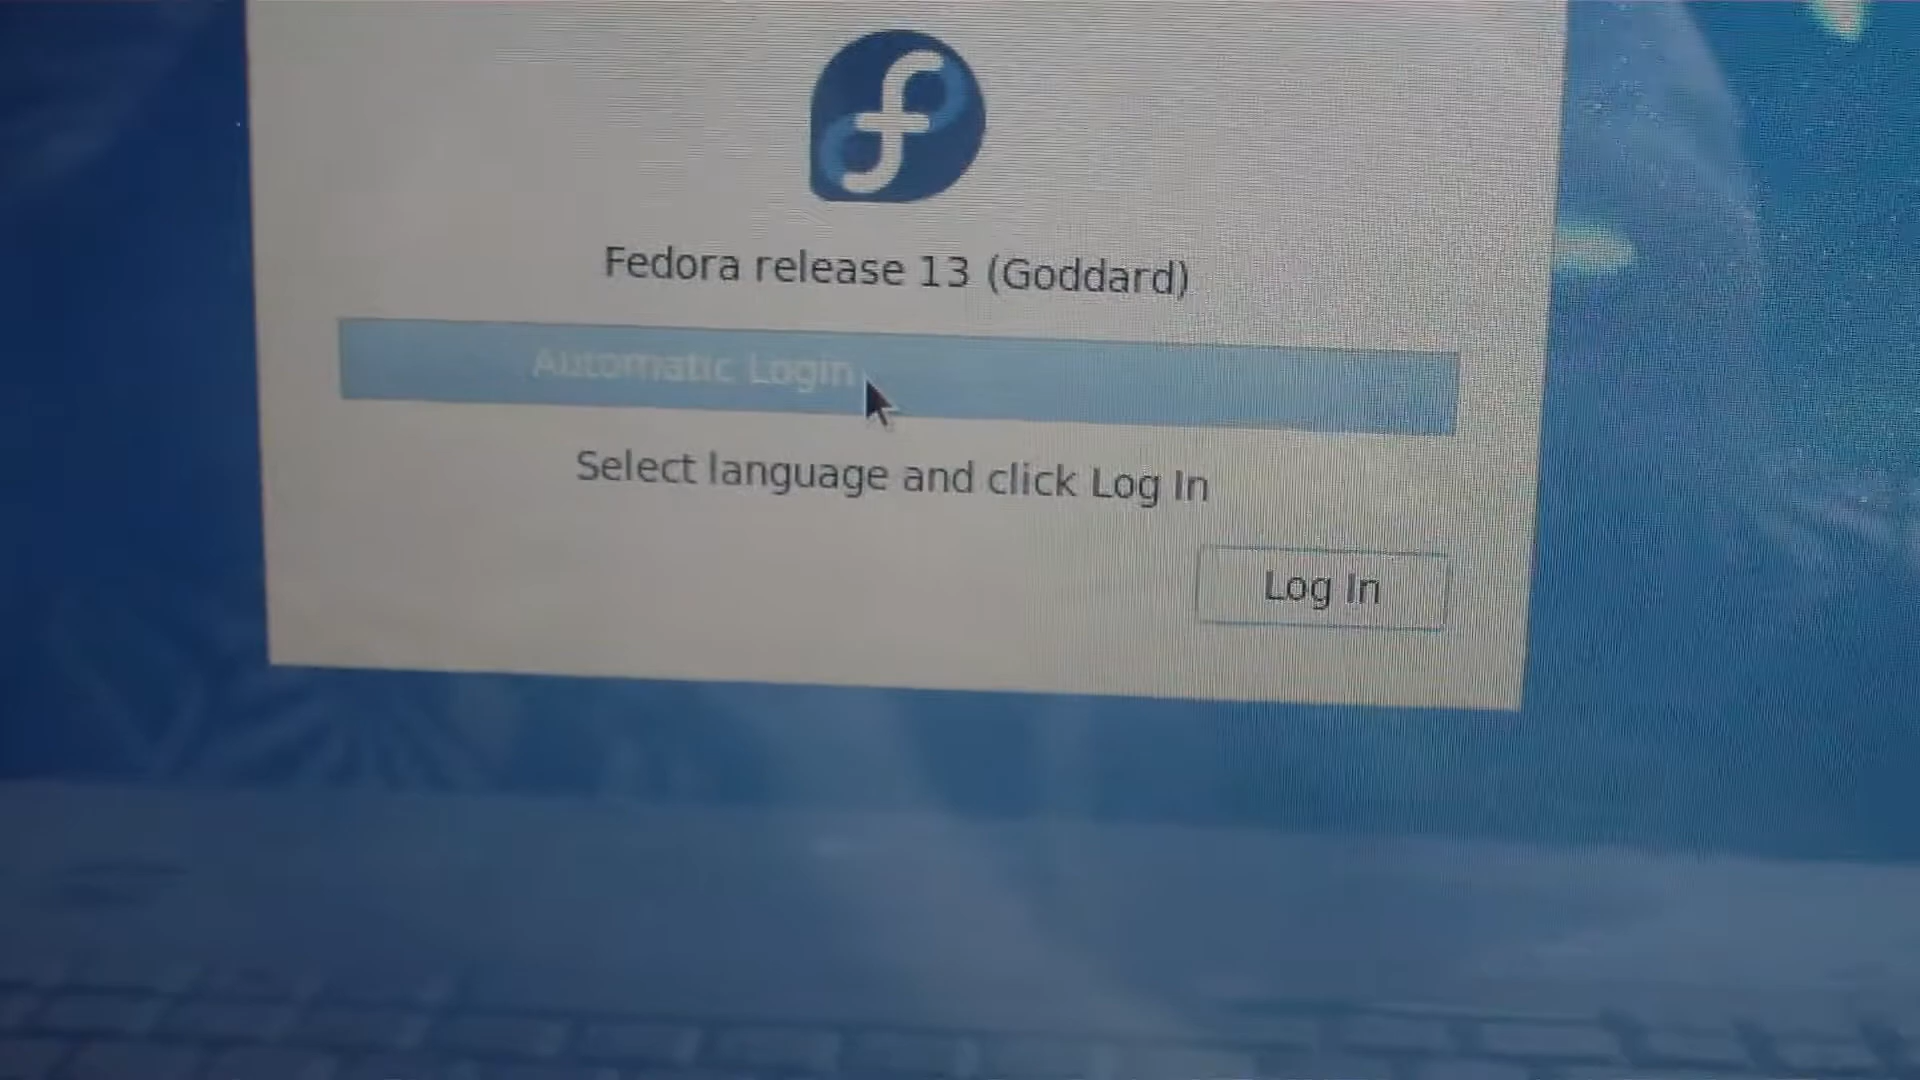 Fedora release 13 (Goddard)
Automatic Login
Select language and click Log In
Log In